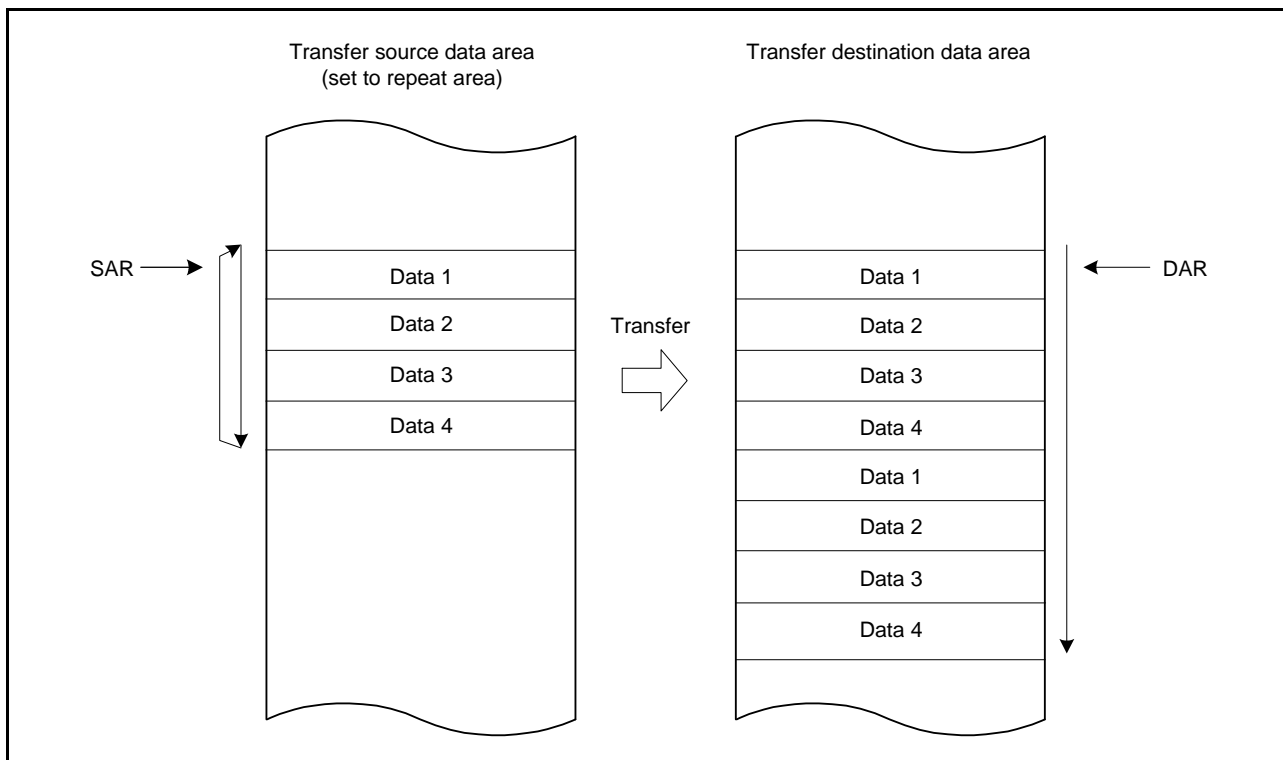 Transfer source data area
(set to repeat area)
Transfer destination data area
SAR
Data 1
Data 2
Data 3
Data 4
Transfer
DAR
Data 1
Data 2
Data 3
Data 4
Data 1
Data 2
Data 3
Data 4